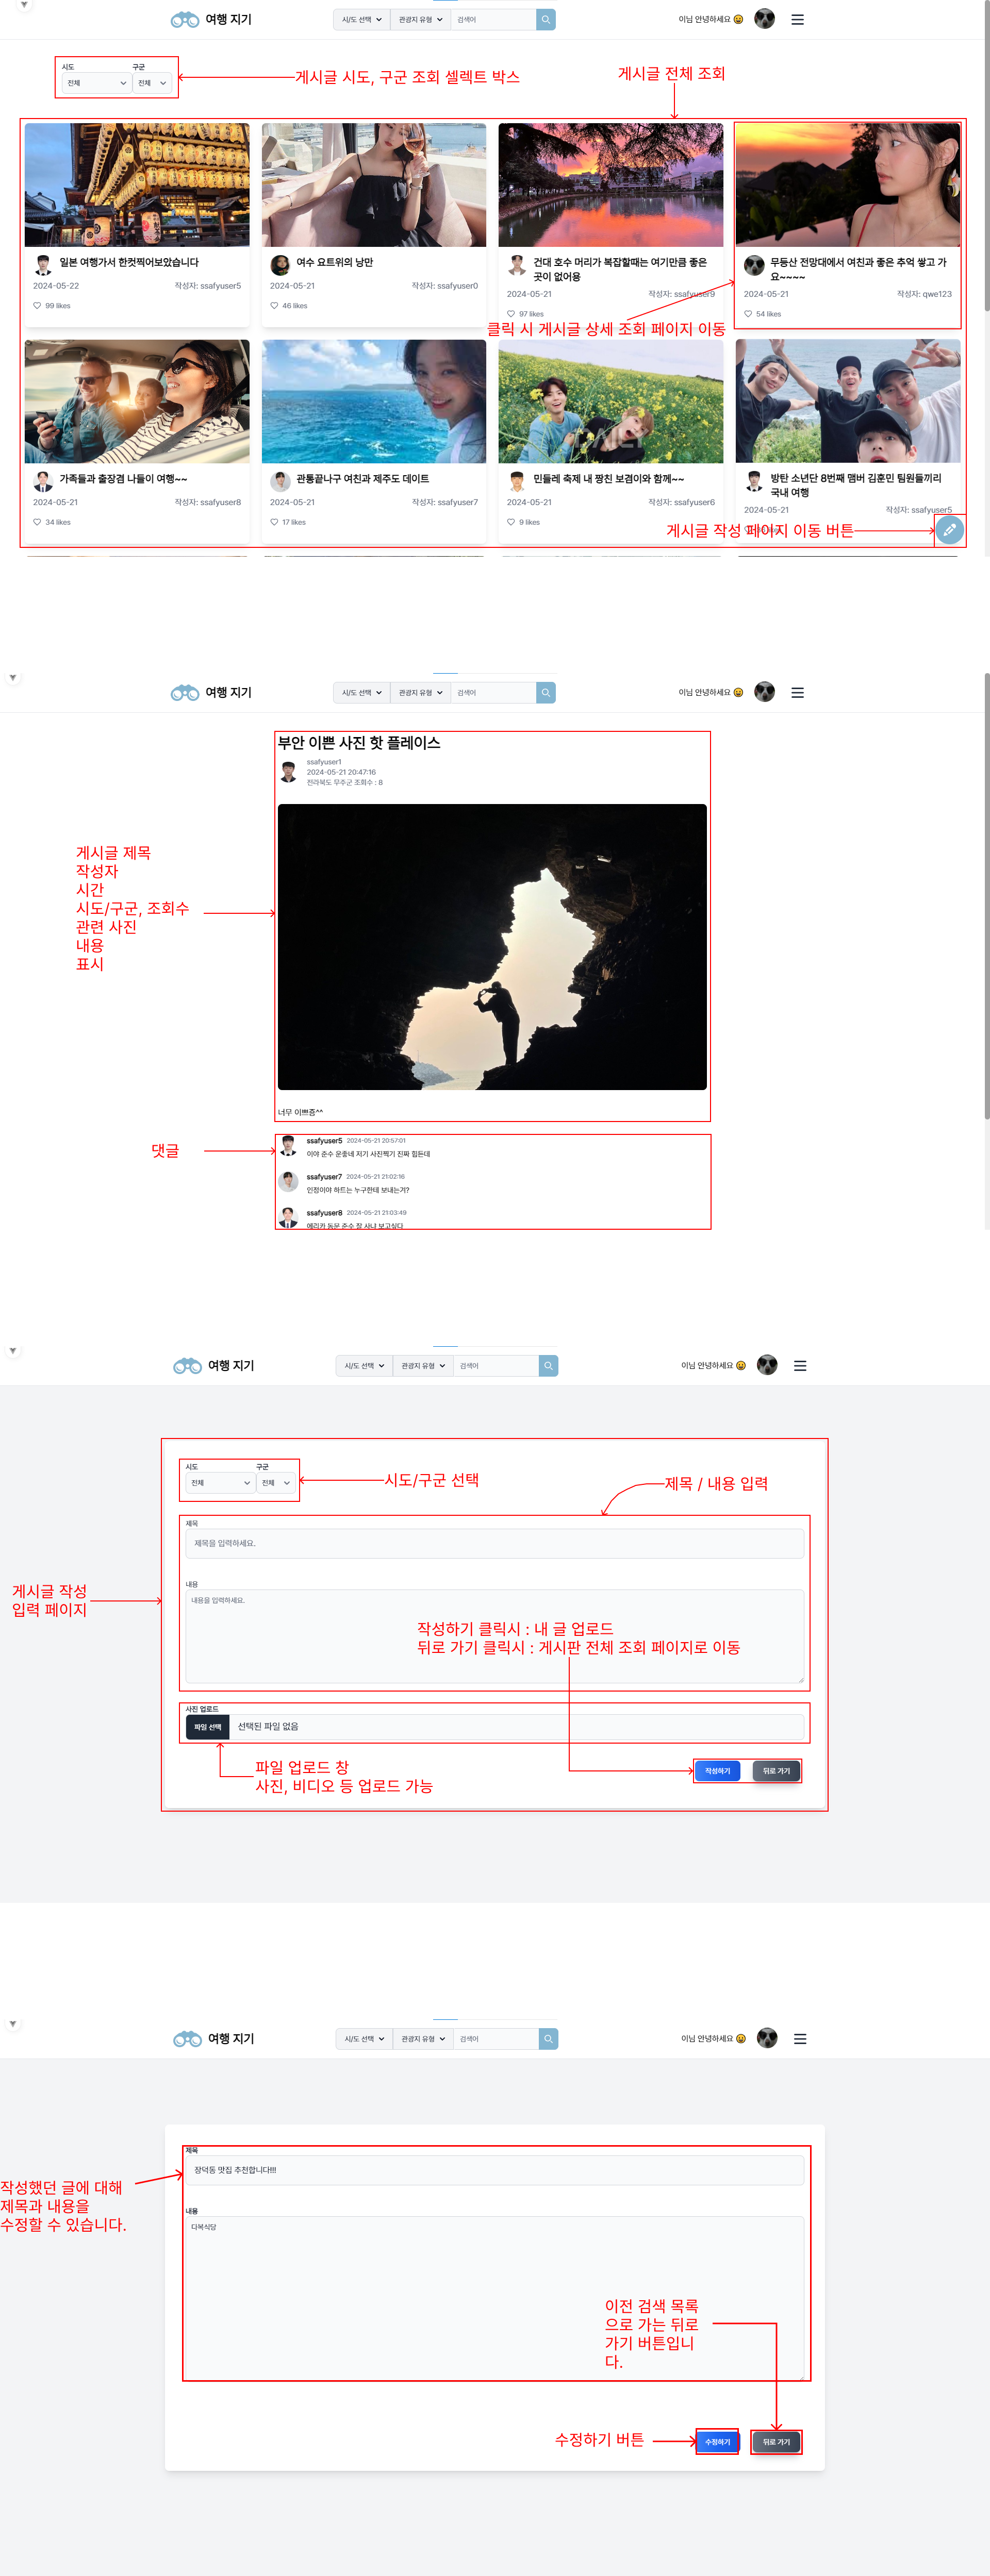 여행 지기
시/도 선택
관광지 유형
검색어
이님 안녕하세요 😀
시도
구군
전체
전체
게시글 시도, 구군 조회 셀렉트 박스
게시글 전체 조회
일본 여행가서 한컷찍어보았습니다
2024-05-22
작성자: ssafyuser5
99 likes
여수 요트위의 낭만
2024-05-21
작성자: ssafyuser0
46 likes
건대 호수 머리가 복잡할때는 여기만큼 좋은
곳이 없어용
2024-05-21
작성자: ssafyuser9
97 likes
무등산 전망대에서 여친과 좋은 추억 쌓고 가
요~~~~
2024-05-21
작성자: qwe123
54 likes
클릭 시 게시글 상세 조회 페이지 이동
가족들과 출장겸 나들이 여행~~
2024-05-21
작성자: ssafyuser8
34 likes
관통끝나구 여친과 제주도 데이트
2024-05-21
작성자: ssafyuser7
17 likes
DAILY
민들레 축제 내 짱친 보겸이와 함께~~
2024-05-21
작성자: ssafyuser6
9 likes
방탄 소년단 8번째 맴버 김훈민 팀원들끼리
국내 여행
2024-05-21
작성자: ssafyuser5
게시글 작성 페이지 이동 버튼
여행 지기
시/도 선택
관광지 유형
검색어
이님 안녕하세요 😀
부안 이쁜 사진 핫 플레이스
ssafyuser1
2024-05-21 20:47:16
전라북도 무주군 조회수 : 8
게시글 제목
작성자
시간
시도/구군, 조회수
관련 사진
내용
표시
너무 이쁘죵^^
댓글
ssafyuser5 2024-05-21 20:57:01
이야 준수 운좋네 저기 사진찍기 진짜 힘든데
ssafyuser7 2024-05-21 21:02:16
인정이야 하트는 누구한테 보내는겨?
ssafyuser8 2024-05-21 21:03:49
메리카 동문 준수 잘 사냐 보고싶다
여행 지기
시/도 선택
관광지 유형
검색어
이님 안녕하세요 😀
시도
구군
전체
전체
시도/구군 선택
제목 / 내용 입력
제목
제목을 입력하세요.
내용
내용을 입력하세요.
게시글 작성
입력 페이지
작성하기 클릭시 : 내 글 업로드
뒤로 가기 클릭시 : 게시판 전체 조회 페이지로 이동
사진 업로드
파일 선택
선택된 파일 없음
파일 업로드 창
사진, 비디오 등 업로드 가능
작성하기
뒤로 가기
여행 지기
시/도 선택
관광지 유형
검색어
이님 안녕하세요 😀
제목
창덕동 맛집 추천합니다!!!!
작성했던 글에 대해
제목과 내용을
수정할 수 있습니다.
내용
다복식당
이전 검색 목록
으로 가는 뒤로
가기 버튼입니
다.
수정하기 버튼
수정하기
뒤로 가기